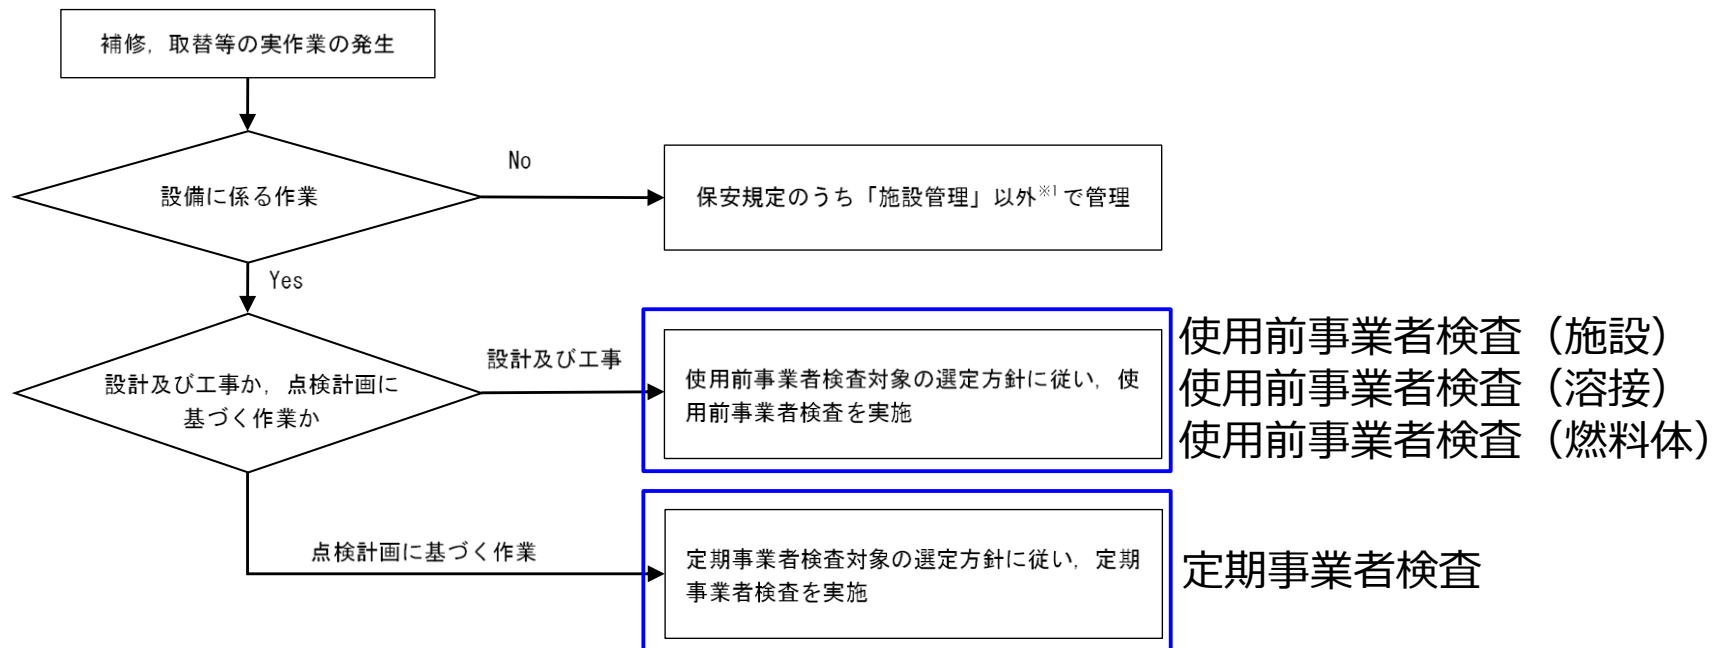 補修，取替等の実作業の発生
設備に係る作業
No
保安規定のうち「施設管理」以外※1で管理
Yes
設計及び工事か，点検計画に
基づく作業か
設計及び工事
使用前事業者検査対象の選定方針に従い，使
用前事業者検査を実施
使用前事業者検査（施設）
使用前事業者検査（溶接）
使用前事業者検査（燃料体）
点検計画に基づく作業
定期事業者検査対象の選定方針に従い，定期
事業者検査を実施
定期事業者検査